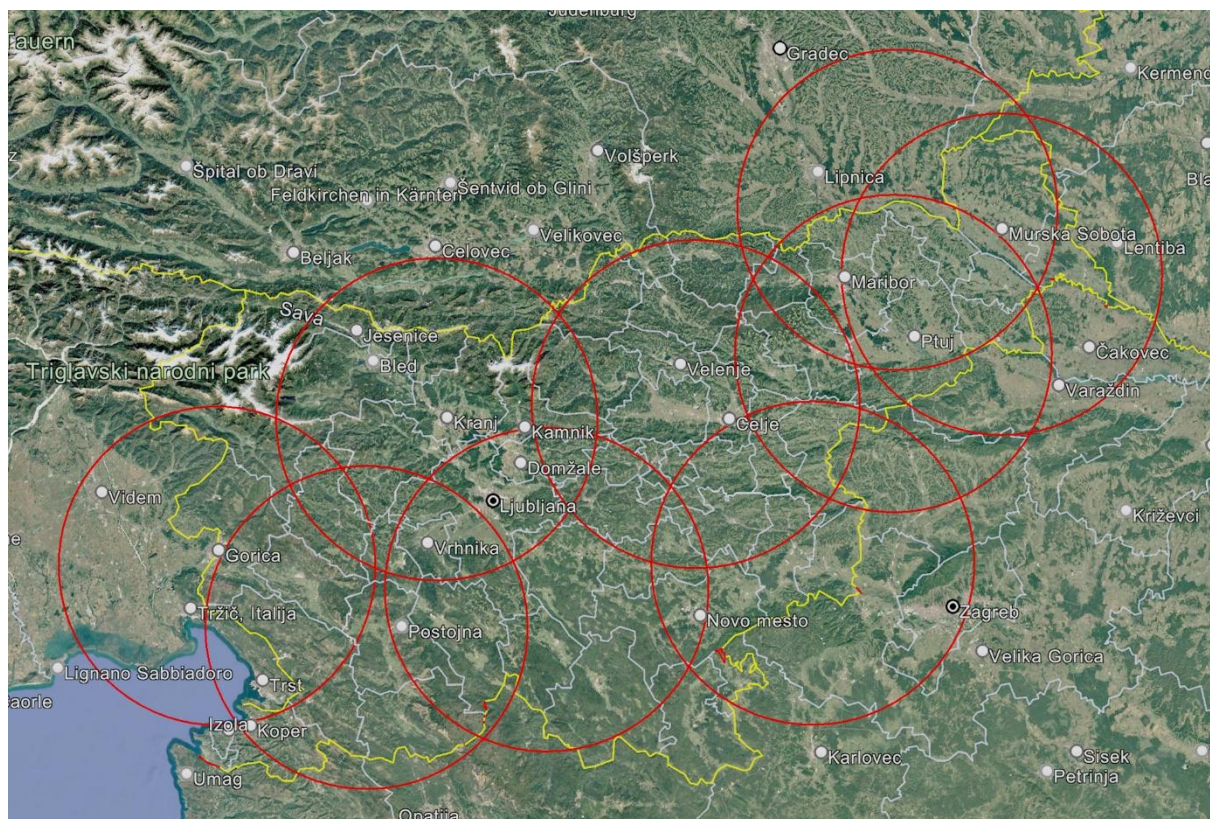 Judenburg
Tauern
Gradec
Kermend
Volšperk
Špital ob Dravi
Lipnica
Šentvid ob Glini
Feldkirchen in Kärnten
Bla
Murska Sobota
Velikovec
Lentiba
Celovec
Beljak
Maribor
Sava
Jesenice
Ptuj
Čakovec
Bled
Velenje
Triglavski narodni park
Varaždin
Kranj
Celje
Kamnik
Domžale
Videm
Ljubljana
Križevci
Vrhnika
Gorica
Tržič, Italija
Zagreb
Novo mesto
Postojna
Velika Gorica
Lignano Sabbiadoro
Trst
aorle
Izola
Koper
Karlovec
Sisek
Umag
Petrinja
Opatija